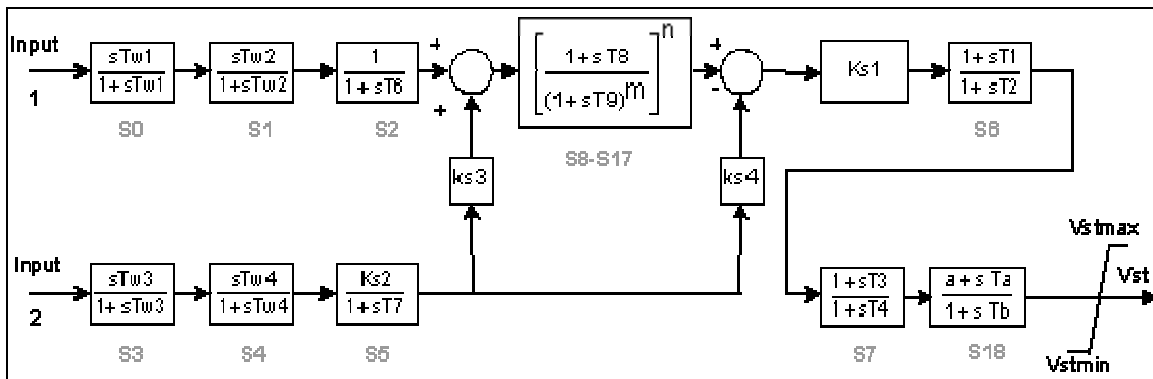 Input
1
sTw1
1+sTw1
S0
sTw2
1+sTw2
S1
1
1+sT6
S2
+
+
[ 1+sT8 / (1+sT9)^m ]^n
S8-S17
+
-
Ks1
1+sT1
1+sT2
S6
ks3
ks4
Input
2
sTw3
1+sTw3
S3
sTw4
1+sTw4
S4
Ks2
1+sT7
S5
1+sT3
1+sT4
S7
a+s Ta
1+s Tb
S18
Vstmax
Vst
Vstmin